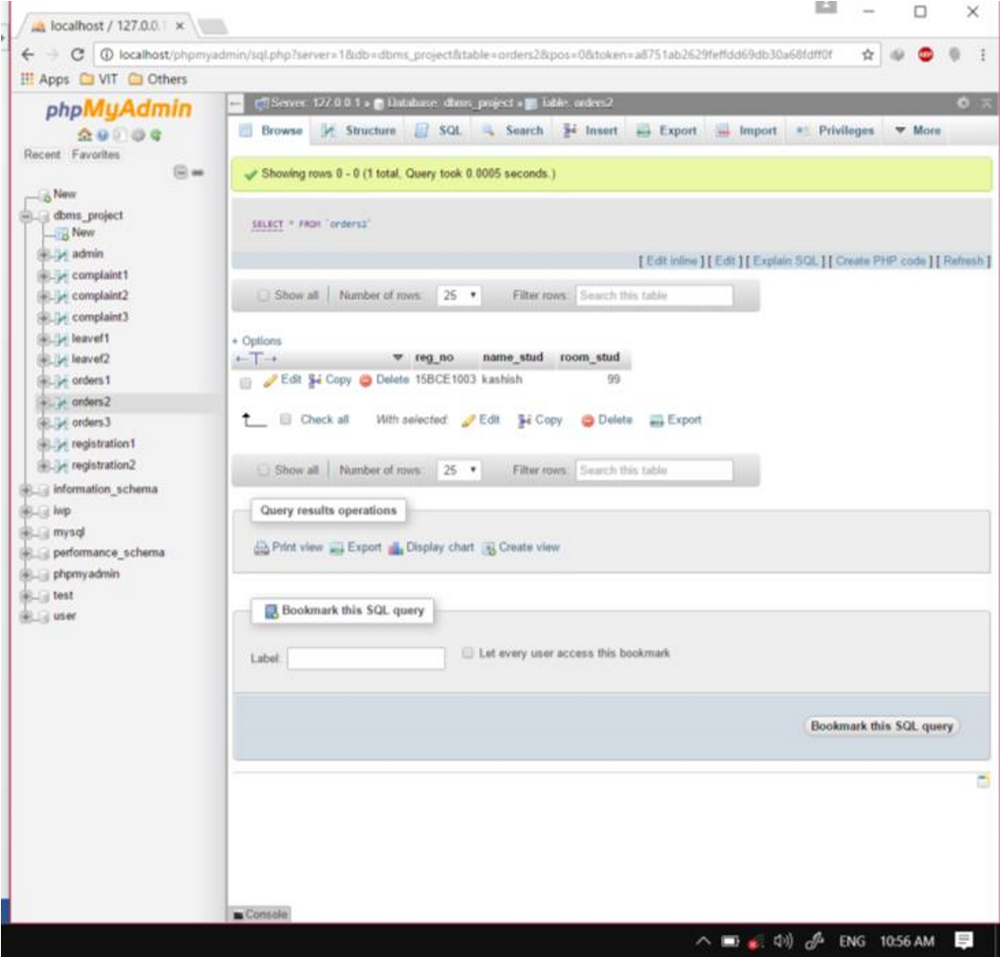 localhost / 127.0.0.1
localhost/phpmyadmin/sql.php?server=1&db=dbms_project&table=orders2&pos=0&token=a8751ab2629feffdd69db30a68fdff0f
Apps VIT Others
phpMyAdmin
Recent Favorites
New
dbms_project
New
admin
complaint1
complaint2
complaint3
leavef1
leavef2
orders1
orders2
orders3
registration1
registration2
information_schema
iwp
mysql
performance_schema
phpmyadmin
test
user
Server: 127.0.0.1 » Database: dbms_project » Table: orders2
Browse Structure SQL Search Insert Export Import Privileges More
Showing rows 0 - 0 (1 total, Query took 0.0005 seconds.)
SELECT * FROM `orders2`
[ Edit inline ] [ Edit ] [ Explain SQL ] [ Create PHP code ] [ Refresh ]
Show all Number of rows: 25 Filter rows: Search this table
+ Options
reg_no name_stud room_stud
Edit Copy Delete 15BCE1003 kashish 99
Check all With selected: Edit Copy Delete Export
Show all Number of rows: 25 Filter rows: Search this table
Query results operations
Print view Export Display chart Create view
Bookmark this SQL query
Label: Let every user access this bookmark
Bookmark this SQL query
Console
ENG 10:56 AM